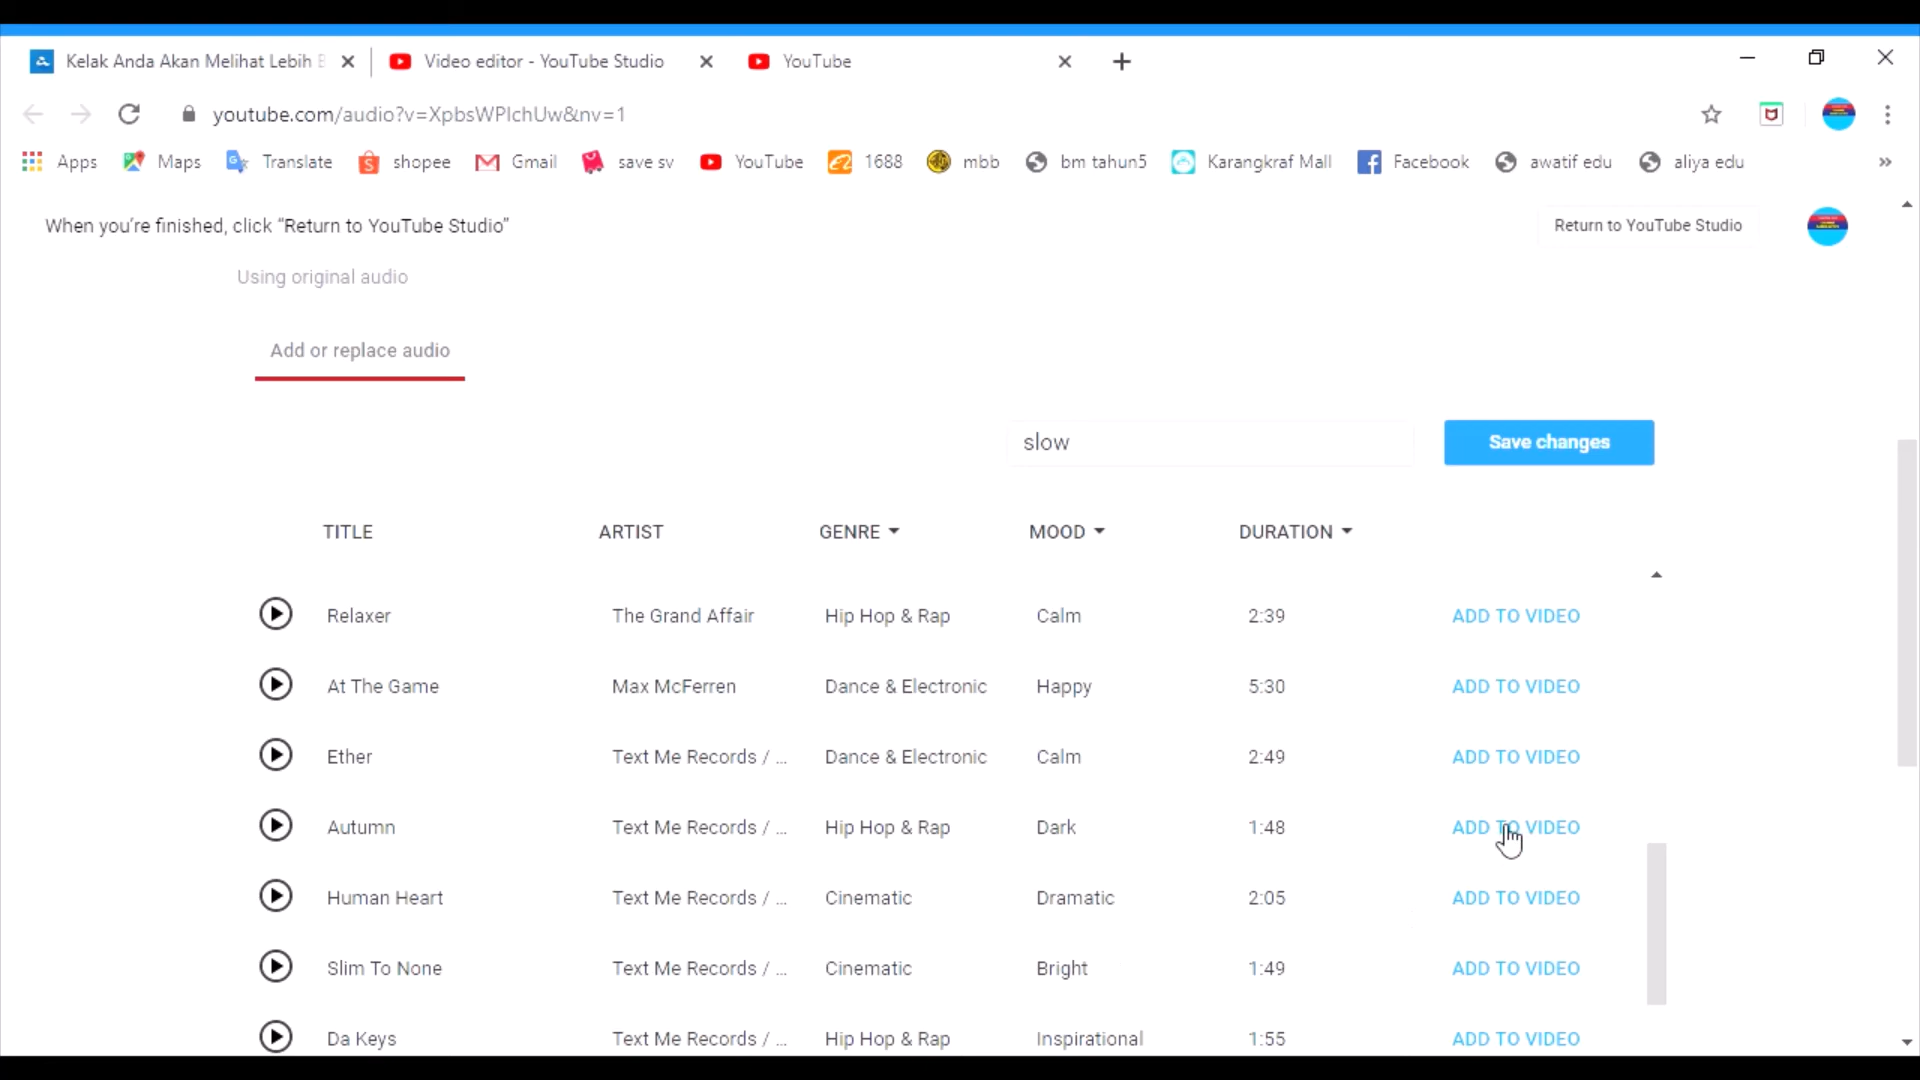 Kelak Anda Akan Melihat Lebih
Video editor - YouTube Studio
YouTube
youtube.com/audio?v=XpbsWPlchUw&nv=1
Apps
Maps
Translate
shopee
Gmail
save sv
YouTube
1688
mbb
bm tahun5
Karangkraf Mall
Facebook
awatif edu
aliya edu
When you're finished, click "Return to YouTube Studio"
Return to YouTube Studio
Using original audio
Add or replace audio
slow
Save changes
TITLE ARTIST GENRE MOOD DURATION
Relaxer The Grand Affair Hip Hop & Rap Calm 2:39 ADD TO VIDEO
At The Game Max McFerren Dance & Electronic Happy 5:30 ADD TO VIDEO
Ether Text Me Records / ... Dance & Electronic Calm 2:49 ADD TO VIDEO
Autumn Text Me Records / ... Hip Hop & Rap Dark 1:48 ADD TO VIDEO
Human Heart Text Me Records / ... Cinematic Dramatic 2:05 ADD TO VIDEO
Slim To None Text Me Records / ... Cinematic Bright 1:49 ADD TO VIDEO
Da Keys Text Me Records / ... Hip Hop & Rap Inspirational 1:55 ADD TO VIDEO